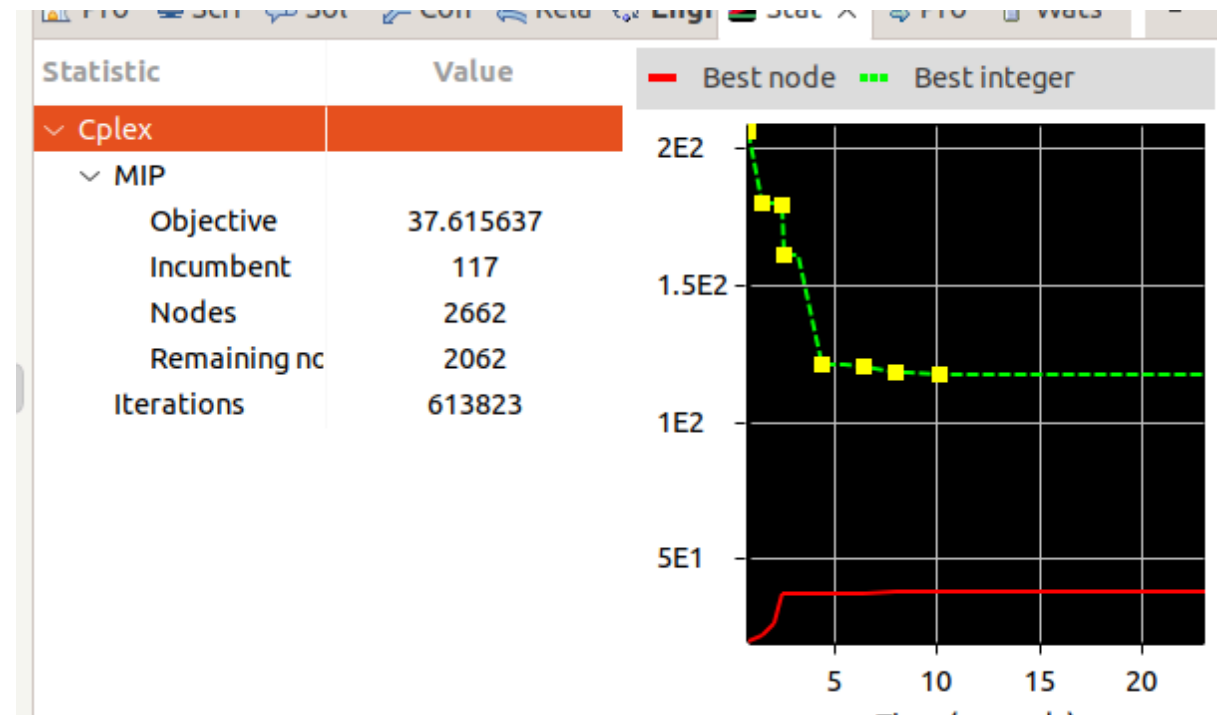 Stat
Statistic Value
Best node Best integer
Cplex
MIP
Objective 37.615637
Incumbent 117
Nodes 2662
Remaining no 2062
Iterations 613823
2E2
1.5E2
1E2
5E1
5 10 15 20